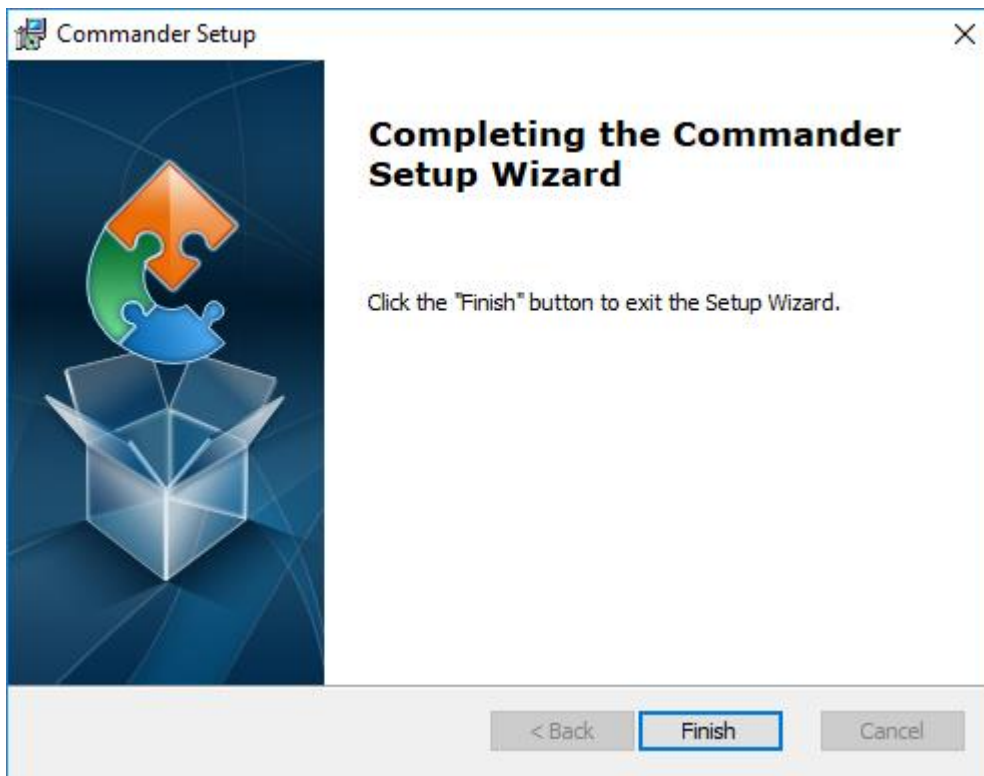 Commander Setup
Completing the Commander
Setup Wizard
Click the "Finish" button to exit the Setup Wizard.
< Back
Finish
Cancel